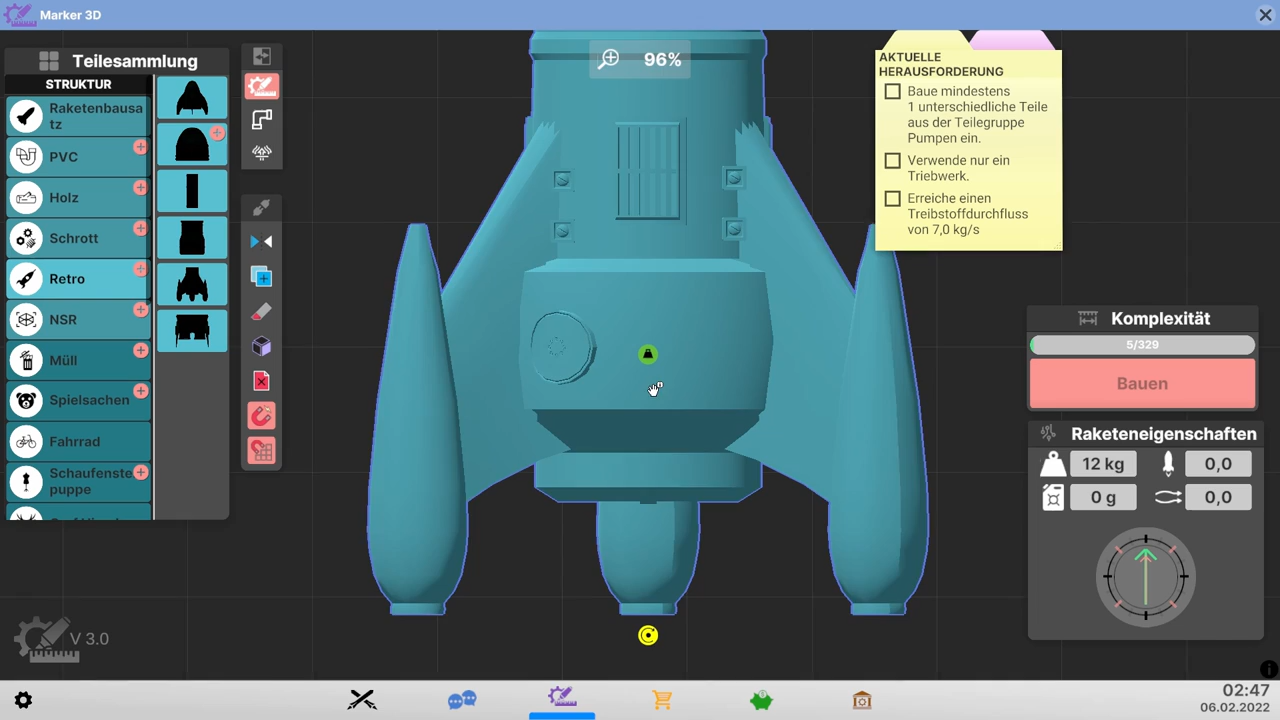 Marker 3D
Teilesammlung
STRUKTUR
Raketenbausa
tz
PVC
Holz
Schrott
Retro
NSR
Müll
Spielsachen
Fahrrad
Schaufenste
puppe
96%
AKTUELLE
HERAUSFORDERUNG
Baue mindestens
1 unterschiedliche Teile
aus der Teilegruppe
Pumpen ein.
Verwende nur ein
Triebwerk.
Erreiche einen
Treibstoffdurchfluss
von 7,0 kg/s
Komplexität
5/329
Bauen
Raketeneigenschaften
12 kg
0,0
0 g
0,0
V 3.0
02:47
06.02.2022